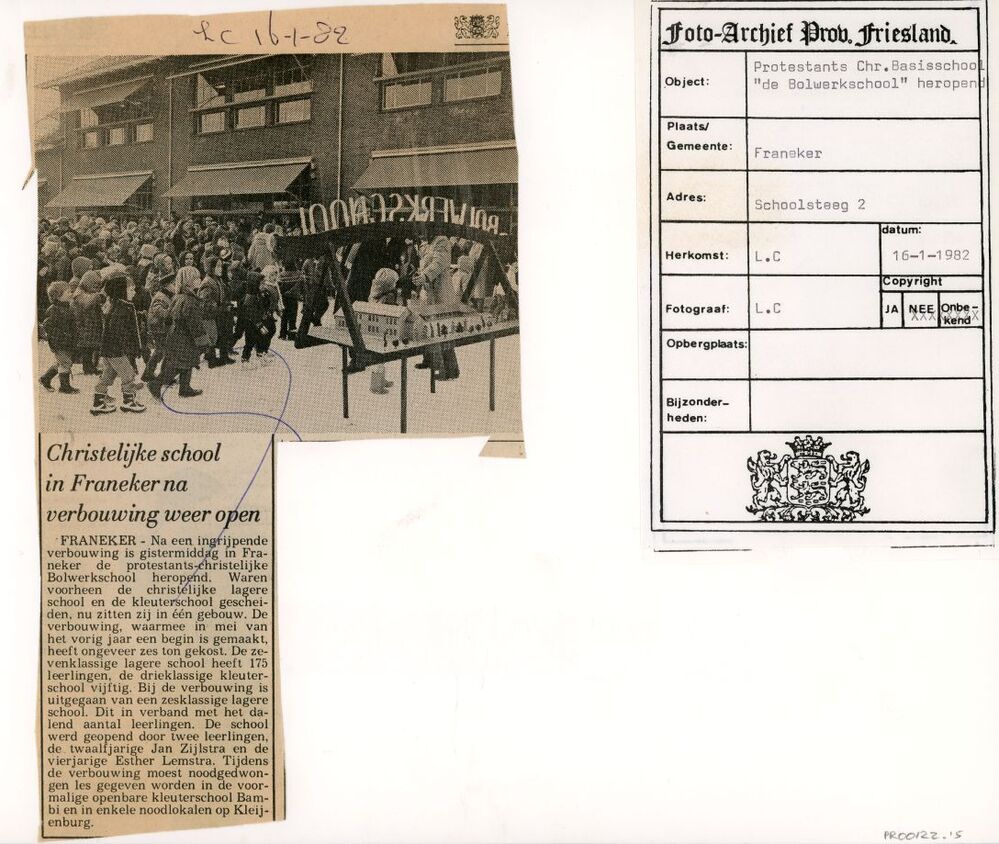 LC 16-1-82
BOLWERKSCHOOL
Christelijke school
in Franeker na
verbouwing weer open
FRANEKER - Na een ingrijpende
verbouwing is gistermiddag in Fra-
neker de protestants-christelijke
Bolwerkschool heropend. Waren
voorheen de christelijke lagere
school en de kleuterschool geschei-
den, nu zitten zij in één gebouw. De
verbouwing, waarmee in mei van
het vorig jaar een begin is gemaakt,
heeft ongeveer zes ton gekost. De ze-
venklassige lagere school heeft 175
leerlingen, de drieklassige kleuter-
school vijftig. Bij de verbouwing is
uitgegaan van een zesklassige lagere
school. Dit in verband met het da-
lend aantal leerlingen. De school
werd geopend door twee leerlingen,
de twaalfjarige Jan Zijlstra en de
vierjarige Esther Lemstra. Tijdens
de verbouwing moest noodgedwon-
gen les gegeven worden in de voor-
malige openbare kleuterschool Bam-
bi en in enkele noodlokalen op Kleij-
enburg.
Foto-Archief Prov. Friesland.
Object: Protestants Chr.Basisschool
"de Bolwerkschool" heropend
Plaats/
Gemeente: Franeker
Adres: Schoolsteeg 2
Herkomst: L.C datum: 16-1-1982
Copyright
Fotograaf: L.C JA NEE Onbe-
kend
Opbergplaats:
Bijzonder-
heden:
PR00122.'5